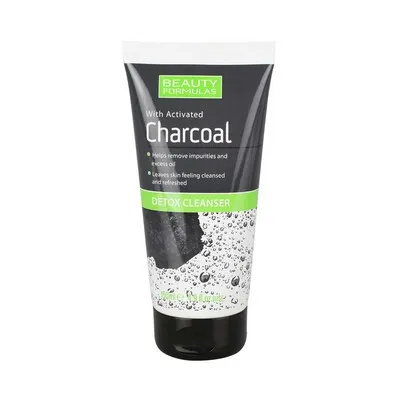 BEAUTY
FORMULAS
With Activated
Charcoal
Helps remove impurities and
excess oil
Leaves skin feeling cleansed
and refreshed
DETOX CLEANSER